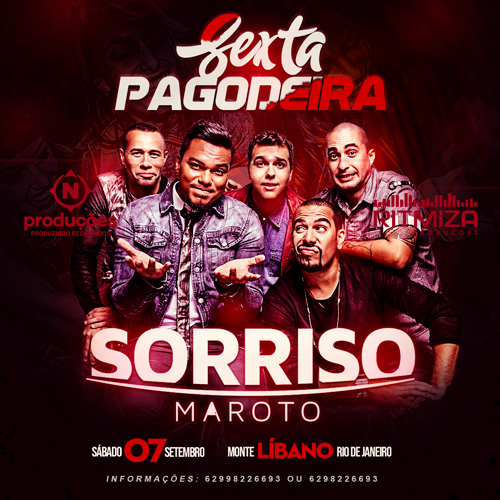 Sexta
PAGODEIRA
N
produções
RITMIZA
SORRISO
MAROTO
SÁBADO 07 SETEMBRO MONTE LÍBANO RIO DE JANEIRO
INFORMAÇÕES: 62998226693 OU 6298226693